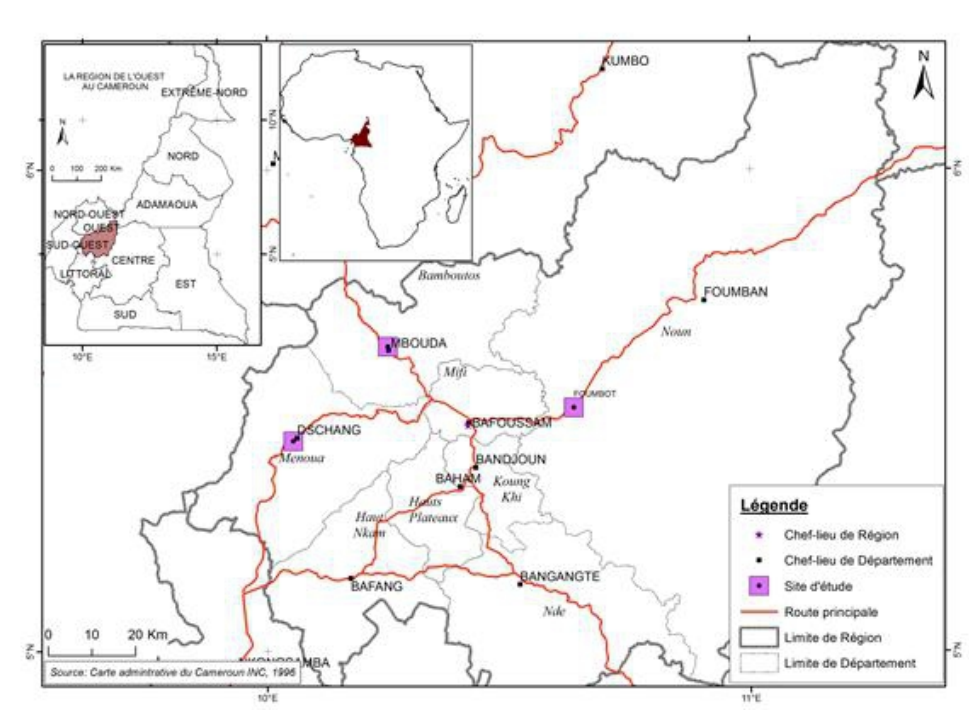 LA REGION DE L'OUEST
AU CAMEROUN
EXTRÊME-NORD
N
0 100 200 Km
NORD
ADAMAOUA
NORD-OUEST
OUEST
SUD-OUEST
CENTRE
LITTORAL
EST
SUD
10°E
15°E
10°N
5°N
KUMBO
N
6°N
6°N
Bamboutos
FOUMBAN
Noun
MBOUDA
Mifi
FOUMBOT
BAFOUSSAM
DSCHANG
Menoua
BANDJOUN
BAHAM
Koung
Khi
Hauts
Plateaux
Haut
Nkam
BAFANG
BANGANGTE
Nde
0 10 20 Km
5°N
5°N
Source: Carte admintrative du Cameroun INC, 1996
10°E
11°E
Légende
Chef-lieu de Région
Chef-lieu de Département
Site d'étude
Route principale
Limite de Région
Limite de Département